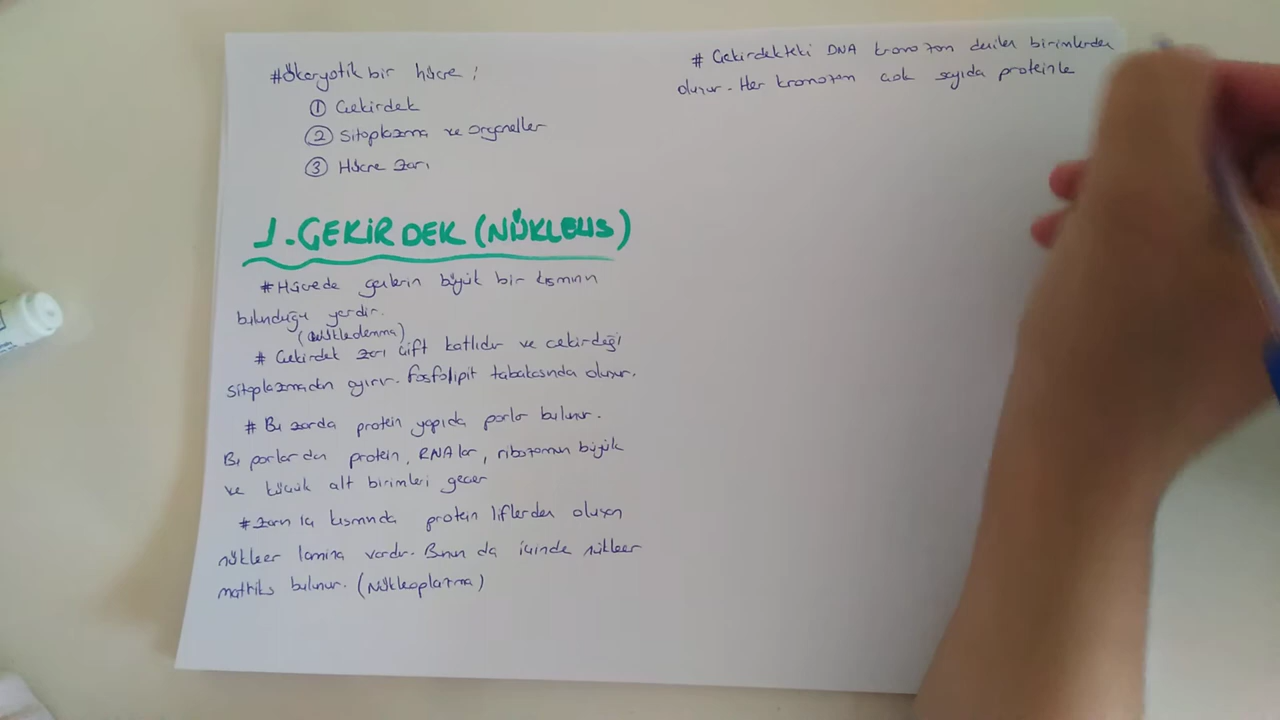 #Ökaryotik bir hücre ;
① Çekirdek
② Sitoplazma ve organeller
③ Hücre zarı
1. ÇEKİRDEK (NÜKLEUS)
#Hücrede genlerin büyük bir kısmının
bulunduğu yerdir.
# Çekirdek zarı çift katlıdır ve çekirdeği
sitoplazmadan ayırır. Fosfolipit tabakasında oluşur.
# Bu zarda protein yapıda porlar bulunur.
Bu porlardan protein, RNAlar, ribozomun büyük
ve küçük alt birimleri geçer
#Zarın iç kısmında protein liflerden oluşan
nükleer lamina vardır. Bunun da içinde nükleer
matriks bulunur. (Nükleoplazma)
# Çekirdekteki DNA kromozom denilen birimlerden
oluşur. Her kromozom çok sayıda proteinle